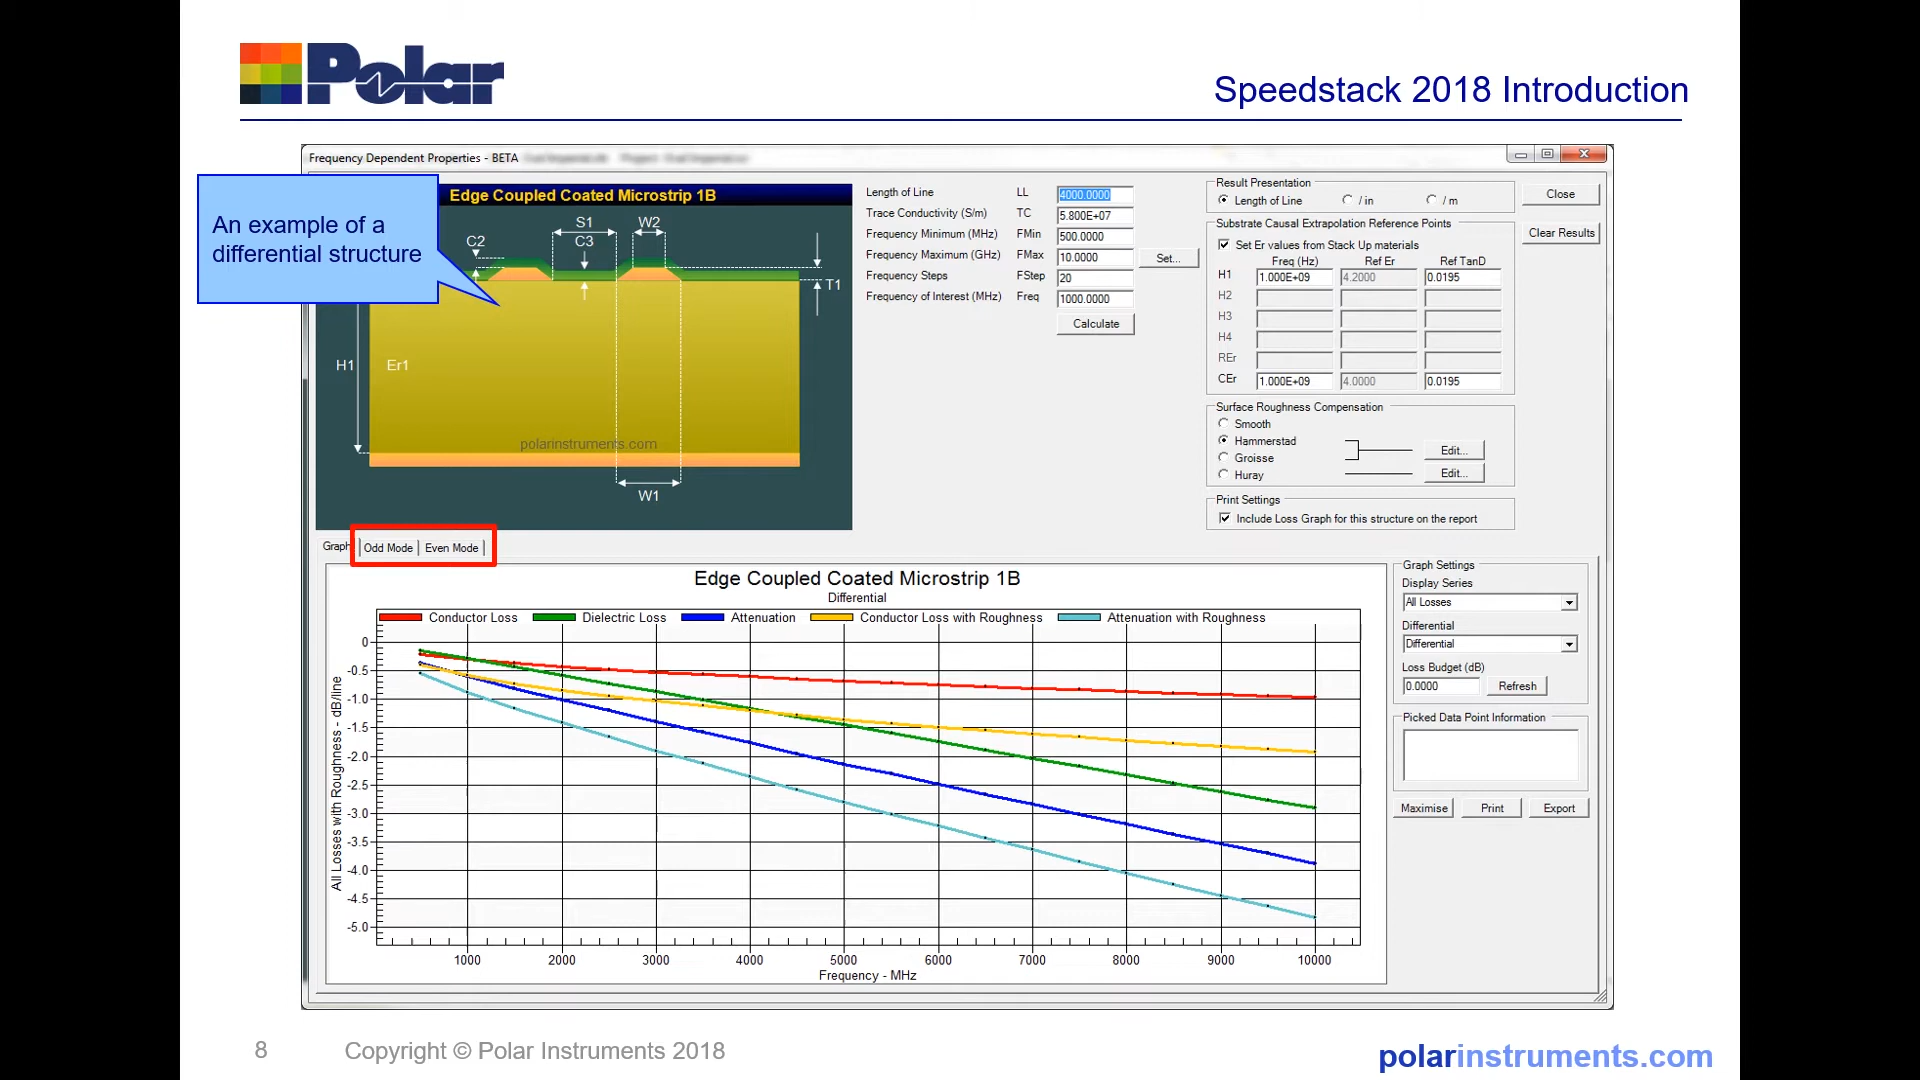 Polar
Speedstack 2018 Introduction
Frequency Dependent Properties - BETA
An example of a
differential structure
Edge Coupled Coated Microstrip 1B
S1
W2
C2
C3
T1
H1
Er1
polarinstruments.com
W1
Length of Line LL 4000.0000
Trace Conductivity (S/m) TC 5.800E+07
Frequency Minimum (MHz) FMin 500.0000
Frequency Maximum (GHz) FMax 10.0000 Set...
Frequency Steps FStep 20
Frequency of Interest (MHz) Freq 1000.0000
Calculate
Result Presentation
Length of Line / in / m
Close
Clear Results
Substrate Causal Extrapolation Reference Points
Set Er values from Stack Up materials
Freq (Hz) Ref Er Ref TanD
H1 1.000E+09 4.2000 0.0195
H2
H3
H4
REr
CEr 1.000E+09 4.0000 0.0195
Surface Roughness Compensation
Smooth
Hammerstad Edit...
Groisse
Huray Edit...
Print Settings
Include Loss Graph for this structure on the report
Graph Odd Mode Even Mode
Edge Coupled Coated Microstrip 1B
Differential
Conductor Loss Dielectric Loss Attenuation Conductor Loss with Roughness Attenuation with Roughness
All Losses with Roughness - dB/line
0
-0.5
-1.0
-1.5
-2.0
-2.5
-3.0
-3.5
-4.0
-4.5
-5.0
1000 2000 3000 4000 5000 6000 7000 8000 9000 10000
Frequency - MHz
Graph Settings
Display Series
All Losses
Differential
Differential
Loss Budget (dB)
0.0000 Refresh
Picked Data Point Information
Maximise Print Export
8 Copyright © Polar Instruments 2018
polarinstruments.com